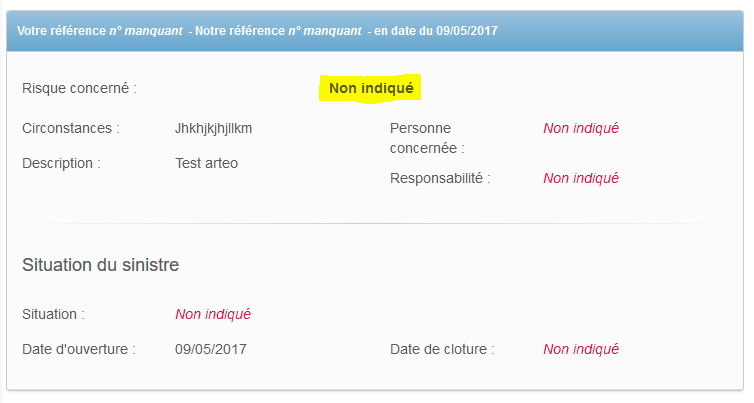 Votre référence n° manquant - Notre référence n° manquant - en date du 09/05/2017
Risque concerné : Non indiqué
Circonstances : Jhkhjkjhjllkm Personne concernée : Non indiqué
Description : Test arteo
Responsabilité : Non indiqué
Situation du sinistre
Situation : Non indiqué
Date d'ouverture : 09/05/2017 Date de cloture : Non indiqué